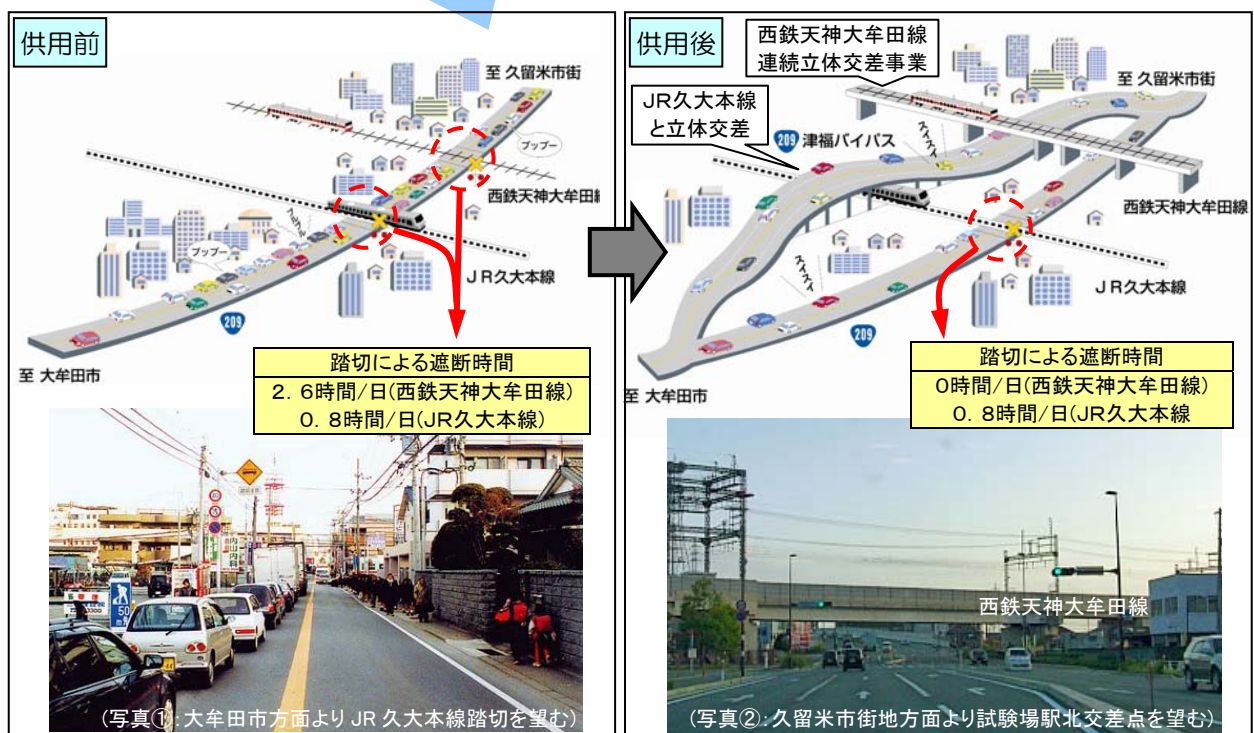 供用前
至 久留米市街
ブップー
西鉄天神大牟田線
ブップー
JR久大本線
209
至 大牟田市
踏切による遮断時間
2.6時間/日(西鉄天神大牟田線)
0.8時間/日(JR久大本線)
50
(写真①:大牟田市方面より JR 久大本線踏切を望む)
供用後
西鉄天神大牟田線
連続立体交差事業
JR久大本線
と立体交差
至 久留米市街
209 津福バイパス
スイスイ
西鉄天神大牟田線
スイスイ
JR久大本線
209
至 大牟田市
踏切による遮断時間
0時間/日(西鉄天神大牟田線)
0.8時間/日(JR久大本線
西鉄天神大牟田線
(写真②:久留米市街地方面より試験場駅北交差点を望む)